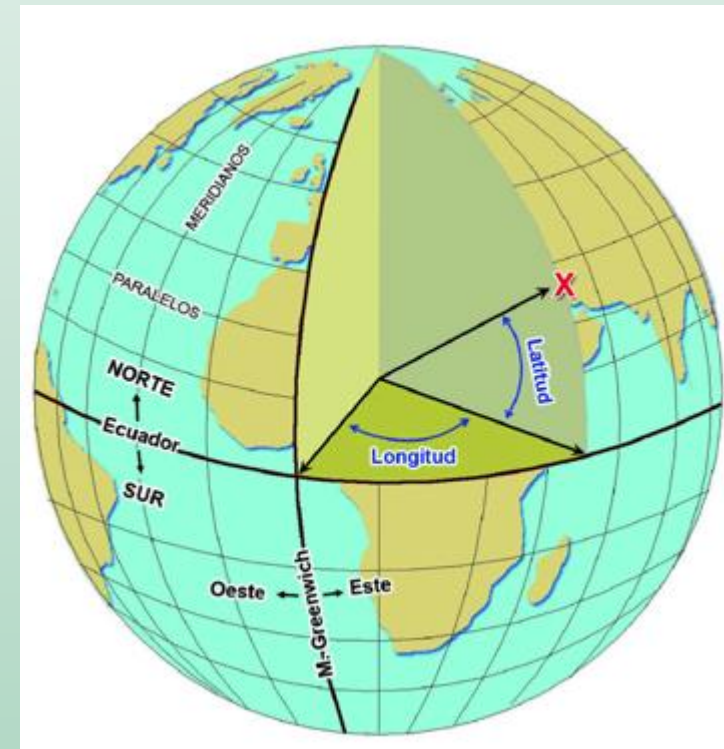 MERIDIANOS
PARALELOS
X
Latitud
NORTE
Ecuador
SUR
Longitud
Oeste
Este
M.-Greenwich